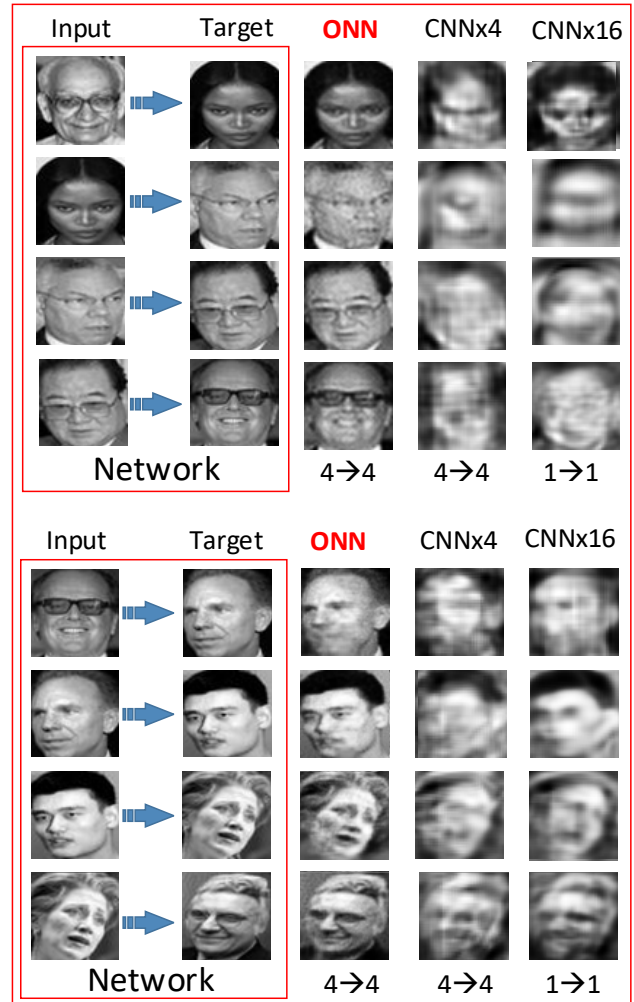 Input Target ONN CNNx4 CNNx16
Network
4→4 4→4 1→1
Input Target ONN CNNx4 CNNx16
Network
4→4 4→4 1→1